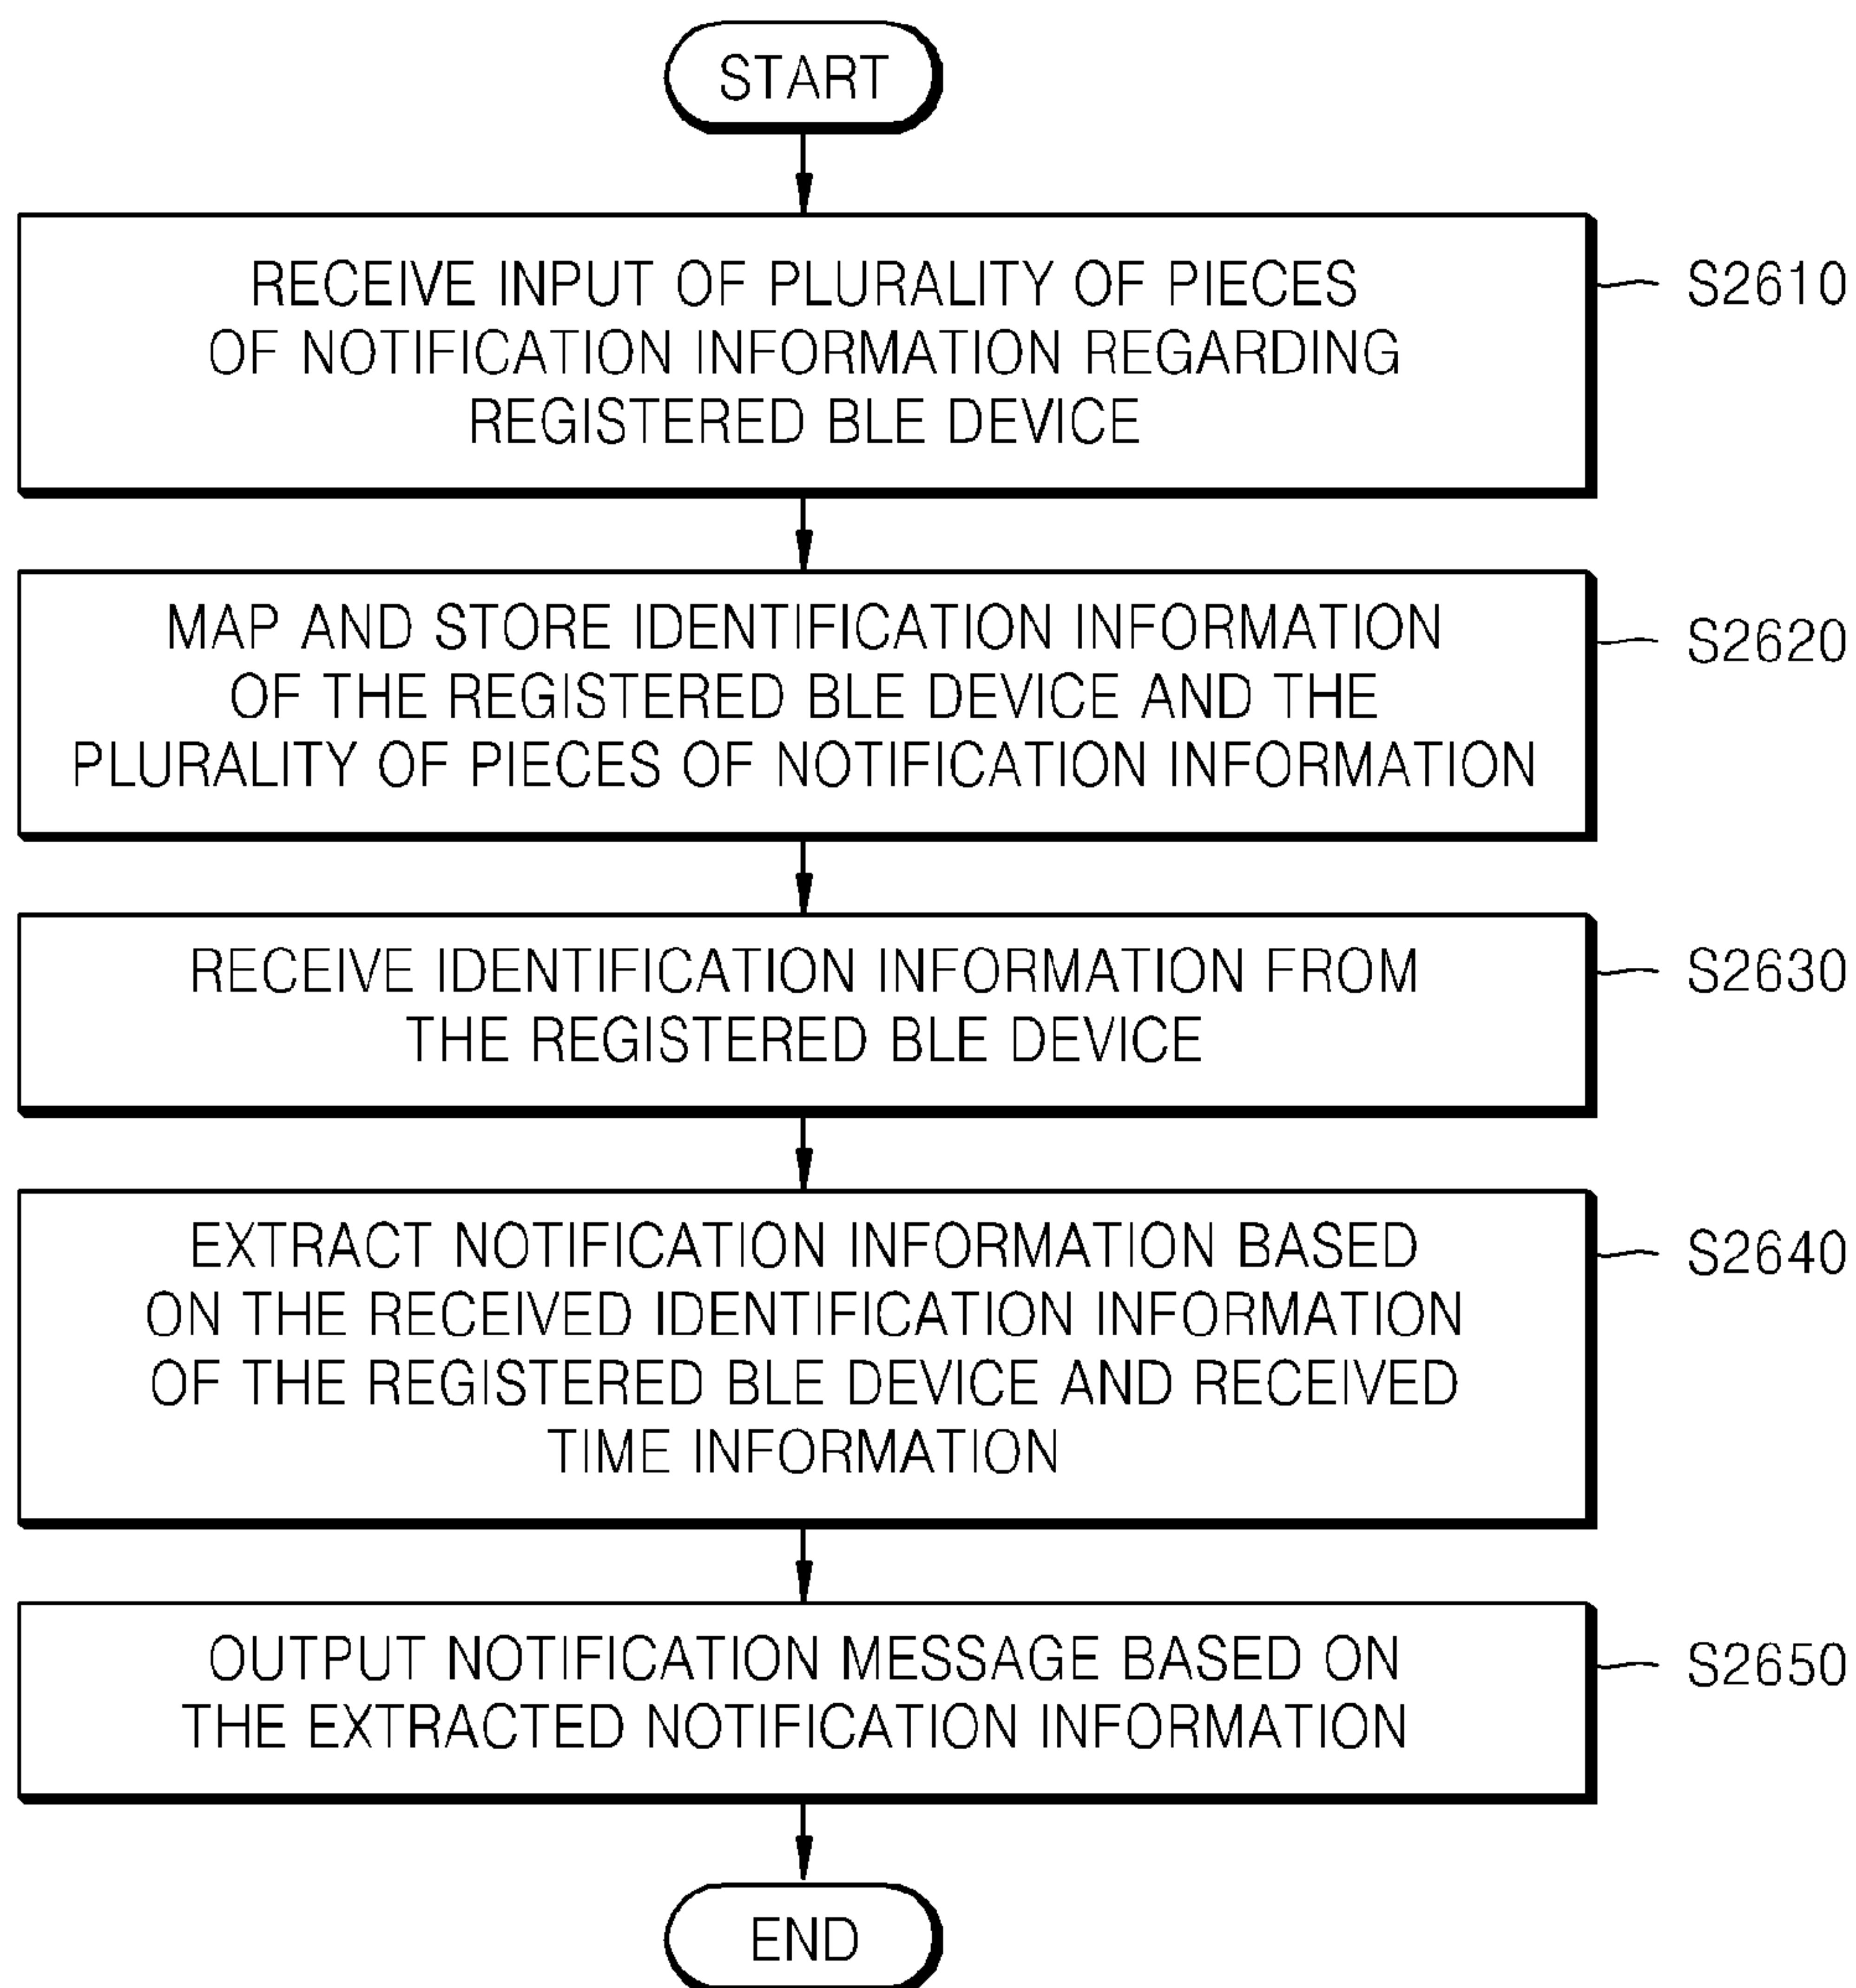 START
RECEIVE INPUT OF PLURALITY OF PIECES
OF NOTIFICATION INFORMATION REGARDING
REGISTERED BLE DEVICE
S2610
MAP AND STORE IDENTIFICATION INFORMATION
OF THE REGISTERED BLE DEVICE AND THE
PLURALITY OF PIECES OF NOTIFICATION INFORMATION
S2620
RECEIVE IDENTIFICATION INFORMATION FROM
THE REGISTERED BLE DEVICE
S2630
EXTRACT NOTIFICATION INFORMATION BASED
ON THE RECEIVED IDENTIFICATION INFORMATION
OF THE REGISTERED BLE DEVICE AND RECEIVED
TIME INFORMATION
S2640
OUTPUT NOTIFICATION MESSAGE BASED ON
THE EXTRACTED NOTIFICATION INFORMATION
S2650
END